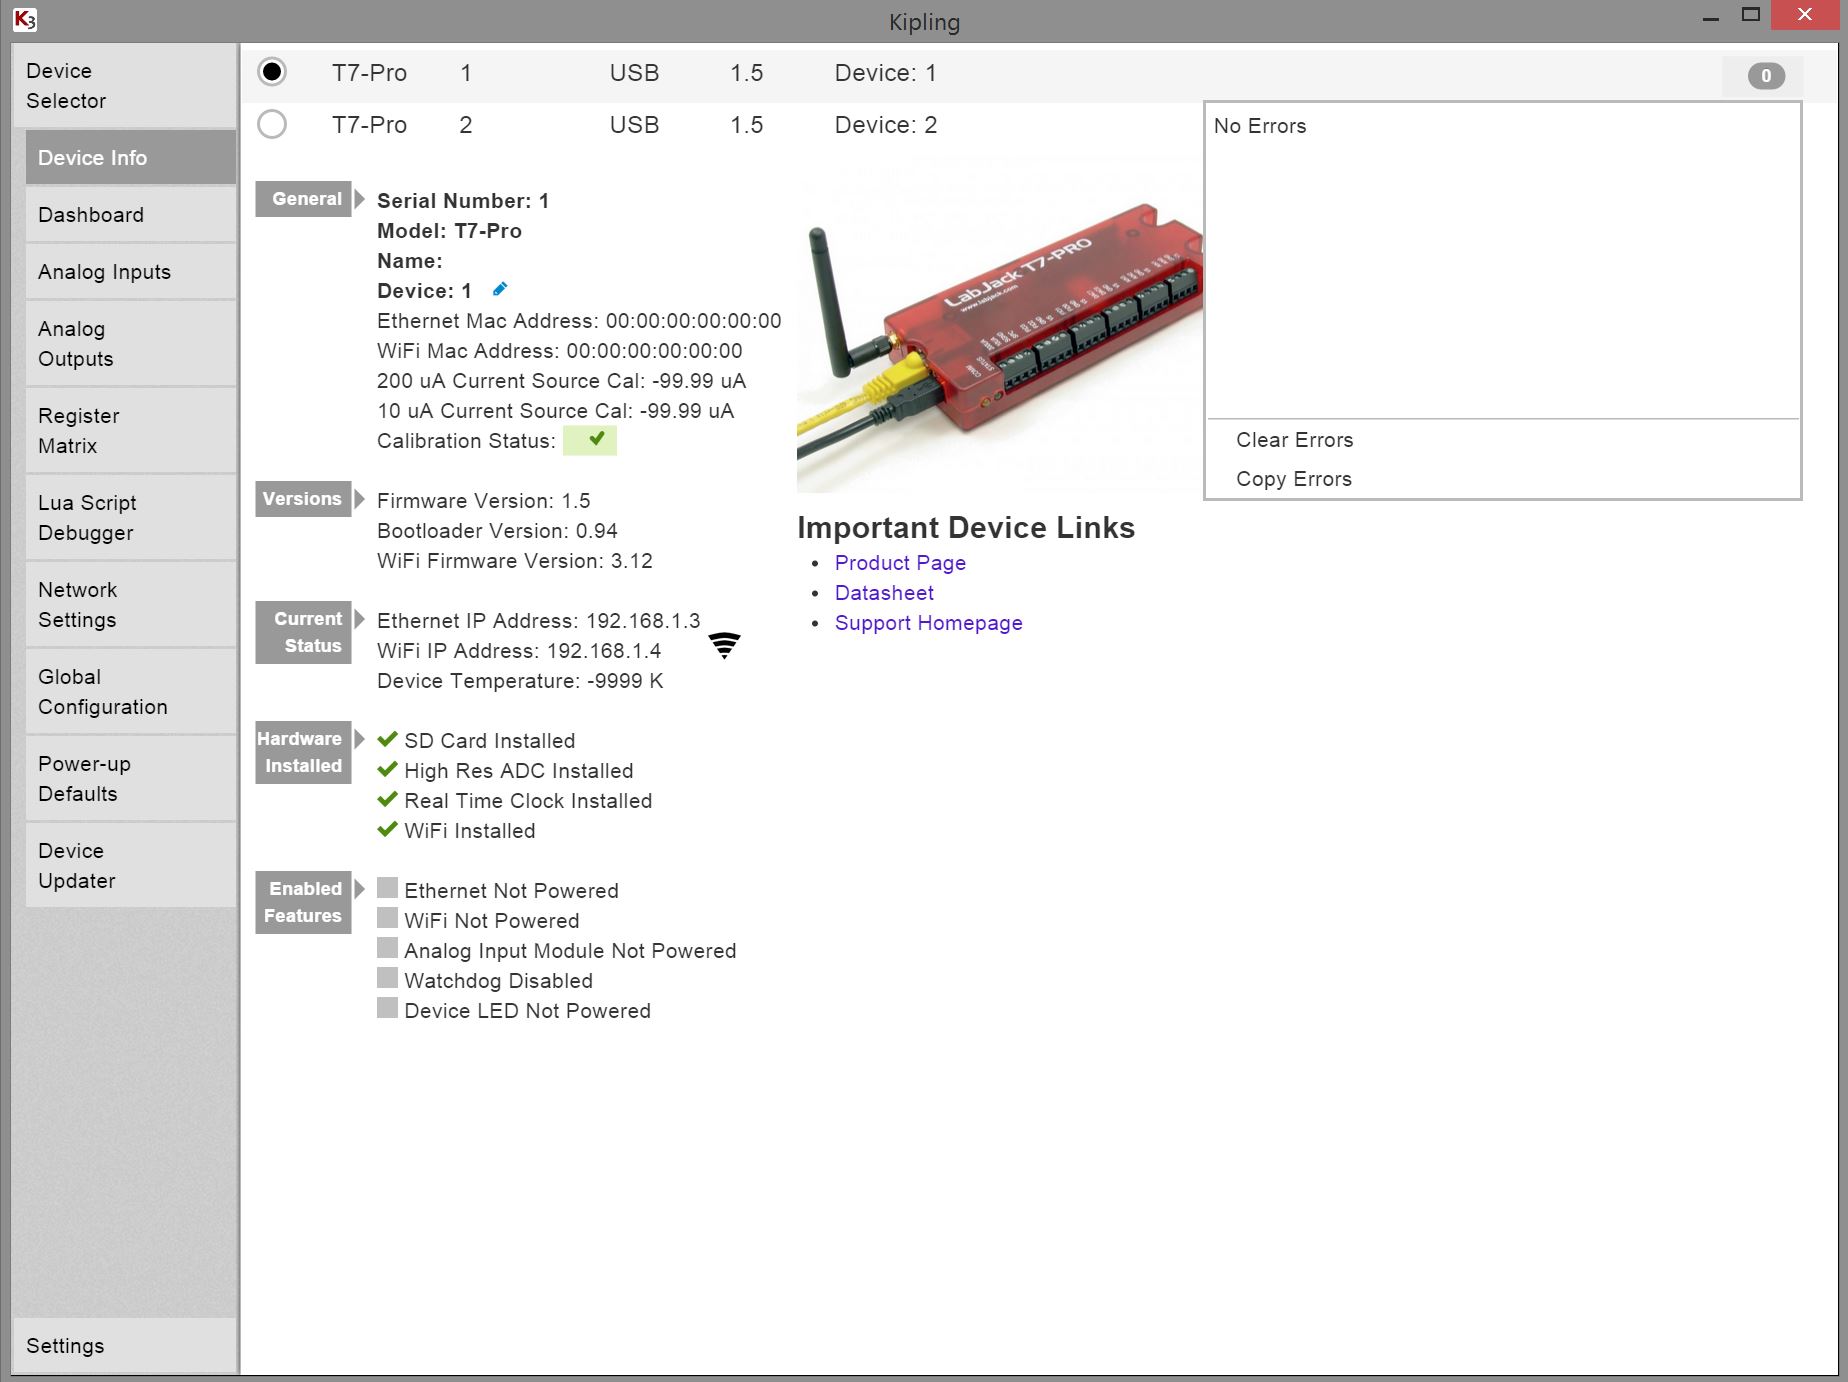 K3
Kipling
Device
Selector
Device Info
Dashboard
Analog Inputs
Analog
Outputs
Register
Matrix
Lua Script
Debugger
Network
Settings
Global
Configuration
Power-up
Defaults
Device
Updater
Settings
T7-Pro 1 USB 1.5 Device: 1 0
T7-Pro 2 USB 1.5 Device: 2
No Errors
Clear Errors
Copy Errors
General
Serial Number: 1
Model: T7-Pro
Name:
Device: 1
Ethernet Mac Address: 00:00:00:00:00:00
WiFi Mac Address: 00:00:00:00:00:00
200 uA Current Source Cal: -99.99 uA
10 uA Current Source Cal: -99.99 uA
Calibration Status:
Versions
Firmware Version: 1.5
Bootloader Version: 0.94
WiFi Firmware Version: 3.12
Current
Status
Ethernet IP Address: 192.168.1.3
WiFi IP Address: 192.168.1.4
Device Temperature: -9999 K
Hardware
Installed
SD Card Installed
High Res ADC Installed
Real Time Clock Installed
WiFi Installed
Enabled
Features
Ethernet Not Powered
WiFi Not Powered
Analog Input Module Not Powered
Watchdog Disabled
Device LED Not Powered
LabJack T7-PRO
www.labjack.com
COMM
STATUS
Important Device Links
Product Page
Datasheet
Support Homepage